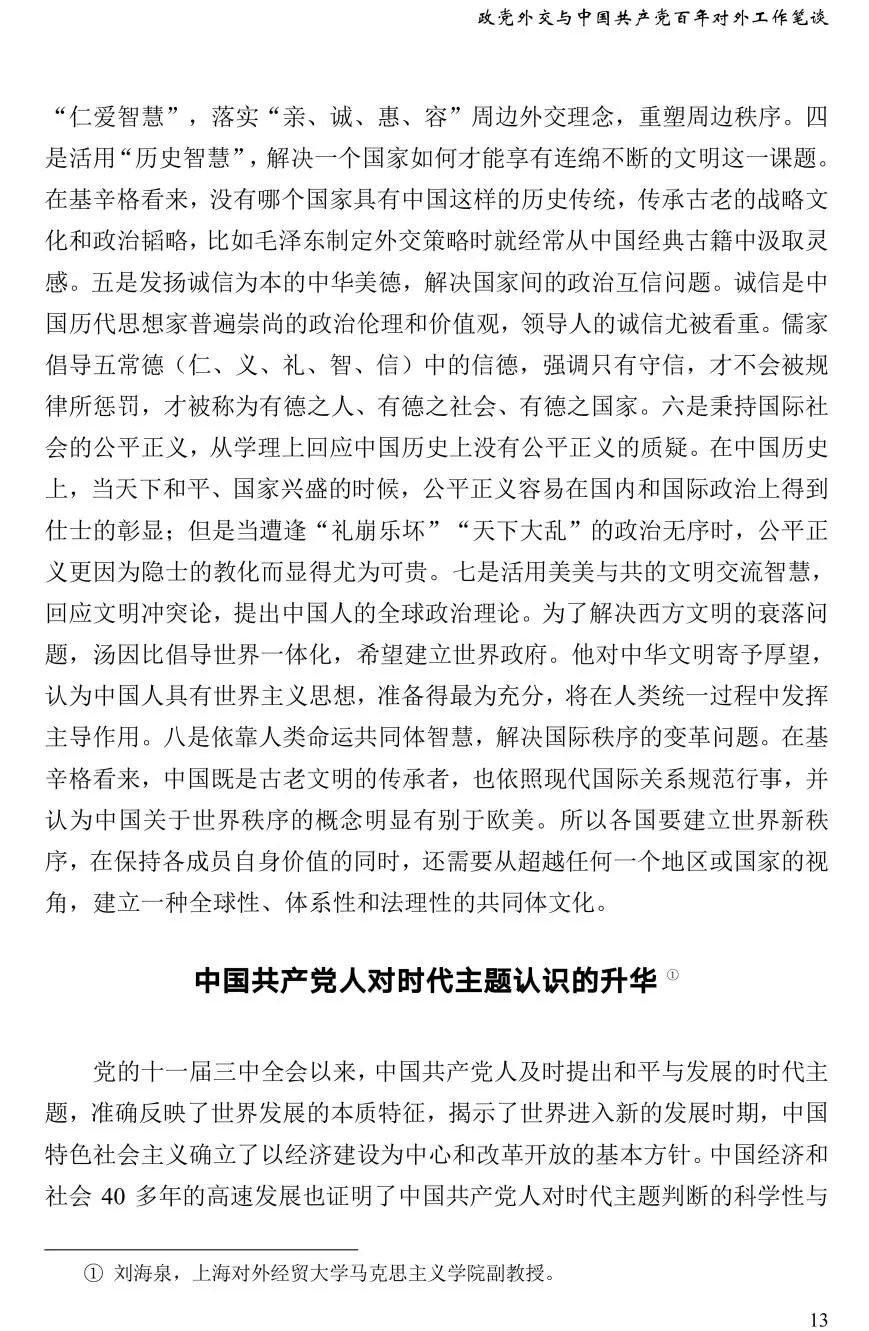 政党外交与中国共产党百年对外工作笔谈
“仁爱智慧”，落实“亲、诚、惠、容”周边外交理念，重塑周边秩序。四
是活用“历史智慧”，解决一个国家如何才能享有连绵不断的文明这一课题。
在基辛格看来，没有哪个国家具有中国这样的历史传统，传承古老的战略文
化和政治韬略，比如毛泽东制定外交策略时就经常从中国经典古籍中汲取灵
感。五是发扬诚信为本的中华美德，解决国家间的政治互信问题。诚信是中
国历代思想家普遍崇尚的政治伦理和价值观，领导人的诚信尤被看重。儒家
倡导五常德（仁、义、礼、智、信）中的信德，强调只有守信，才不会被规
律所惩罚，才被称为有德之人、有德之社会、有德之国家。六是秉持国际社
会的公平正义，从学理上回应中国历史上没有公平正义的质疑。在中国历史
上，当天下和平、国家兴盛的时候，公平正义容易在国内和国际政治上得到
仕士的彰显；但是当遭逢“礼崩乐坏”“天下大乱”的政治无序时，公平正
义更因为隐士的教化而显得尤为可贵。七是活用美美与共的文明交流智慧，
回应文明冲突论，提出中国人的全球政治理论。为了解决西方文明的衰落问
题，汤因比倡导世界一体化，希望建立世界政府。他对中华文明寄予厚望，
认为中国人具有世界主义思想，准备得最为充分，将在人类统一过程中发挥
主导作用。八是依靠人类命运共同体智慧，解决国际秩序的变革问题。在基
辛格看来，中国既是古老文明的传承者，也依照现代国际关系规范行事，并
认为中国关于世界秩序的概念明显有别于欧美。所以各国要建立世界新秩
序，在保持各成员自身价值的同时，还需要从超越任何一个地区或国家的视
角，建立一种全球性、体系性和法理性的共同体文化。
中国共产党人对时代主题认识的升华 ①
党的十一届三中全会以来，中国共产党人及时提出和平与发展的时代主
题，准确反映了世界发展的本质特征，揭示了世界进入新的发展时期，中国
特色社会主义确立了以经济建设为中心和改革开放的基本方针。中国经济和
社会 40 多年的高速发展也证明了中国共产党人对时代主题判断的科学性与
① 刘海泉，上海对外经贸大学马克思主义学院副教授。
13